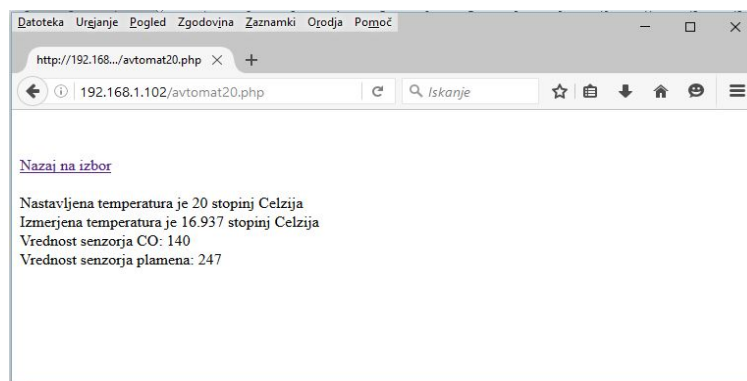 Datoteka Urejanje Pogled Zgodovina Zaznamki Orodja Pomoč
http://192.168.../avtomat20.php
192.168.1.102/avtomat20.php Iskanje
Nazaj na izbor
Nastavljena temperatura je 20 stopinj Celzija
Izmerjena temperatura je 16.937 stopinj Celzija
Vrednost senzorja CO: 140
Vrednost senzorja plamena: 247